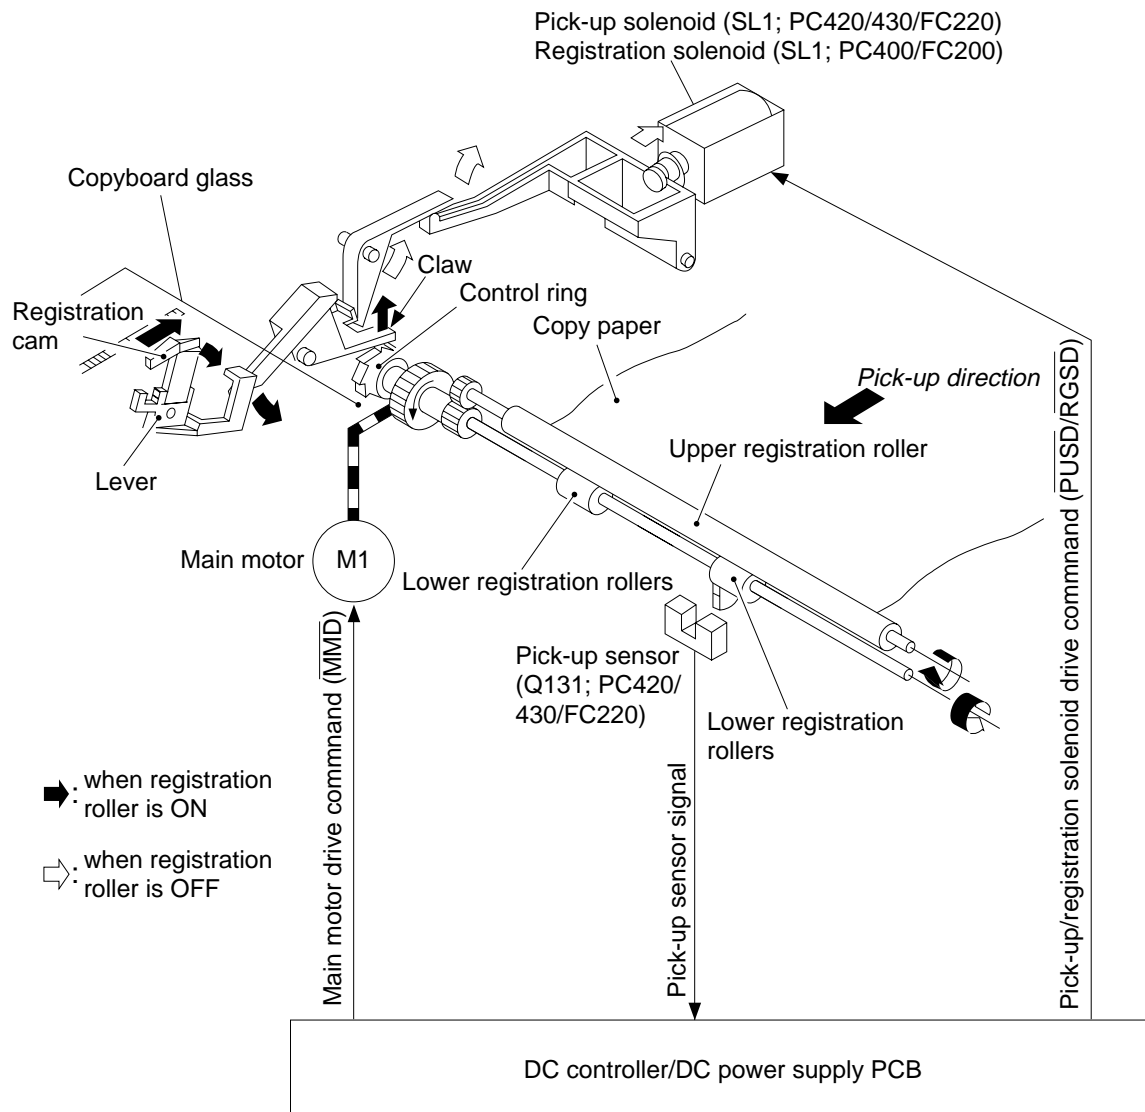 Pick-up solenoid (SL1; PC420/430/FC220)
Registration solenoid (SL1; PC400/FC200)
Copyboard glass
Claw
Control ring
Registration
cam
Copy paper
Pick-up direction
Upper registration roller
Lever
Main motor
M1
Lower registration rollers
Pick-up sensor
(Q131; PC420/
430/FC220)
Lower registration
rollers
: when registration
roller is ON
: when registration
roller is OFF
Main motor drive commnand (MMD)
Pick-up sensor signal
Pick-up/registration solenoid drive command (PUSD/RGSD)
DC controller/DC power supply PCB